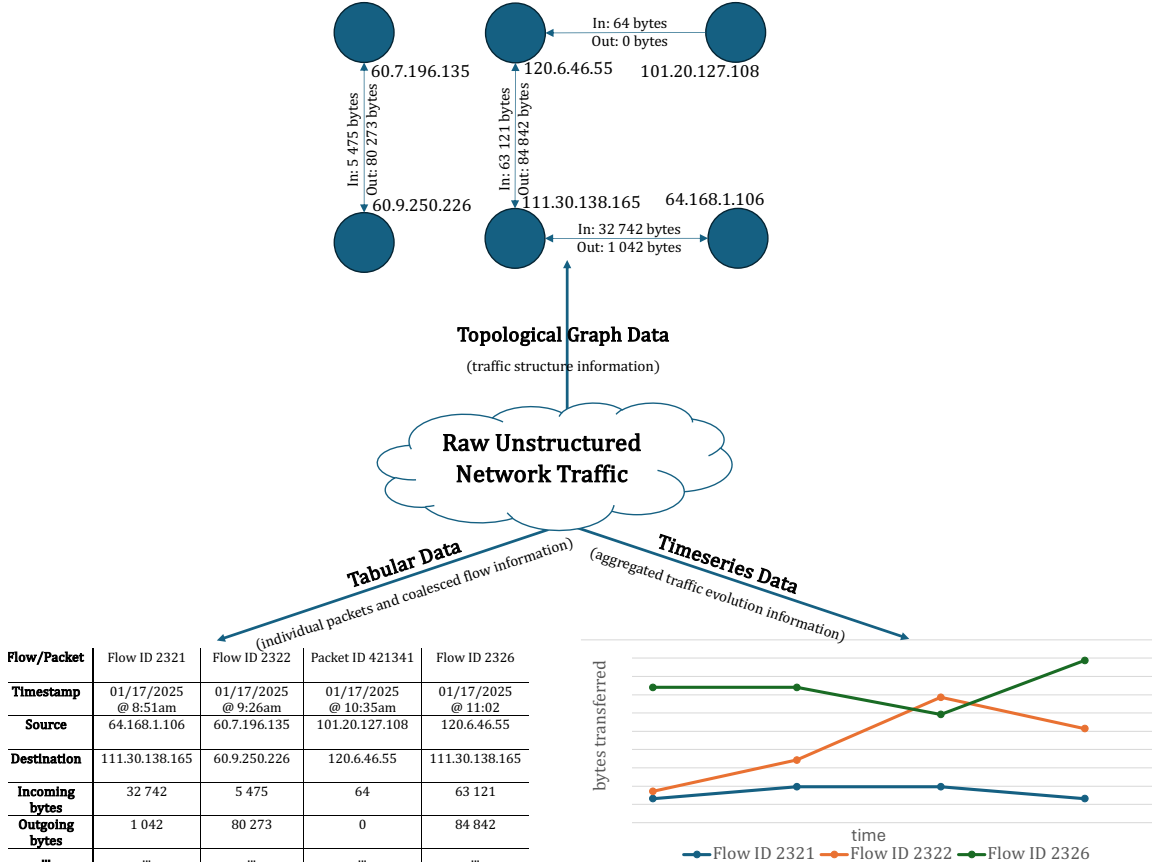 In: 64 bytes
Out: 0 bytes
60.7.196.135
120.6.46.55
101.20.127.108
In: 5 475 bytes
Out: 80 273 bytes
In: 63 121 bytes
Out: 84 842 bytes
60.9.250.226
111.30.138.165
64.168.1.106
In: 32 742 bytes
Out: 1 042 bytes
Topological Graph Data
(traffic structure information)
Raw Unstructured
Network Traffic
Tabular Data
(individual packets and coalesced flow information)
Timeseries Data
(aggregated traffic evolution information)
Flow/Packet Flow ID 2321 Flow ID 2322 Packet ID 421341 Flow ID 2326
Timestamp 01/17/2025 01/17/2025 01/17/2025 01/17/2025
@ 8:51am @ 9:26am @ 10:35am @ 11:02
Source 64.168.1.106 60.7.196.135 101.20.127.108 120.6.46.55
Destination 111.30.138.165 60.9.250.226 120.6.46.55 111.30.138.165
Incoming 32 742 5 475 64 63 121
bytes
Outgoing 1 042 80 273 0 84 842
bytes
... ... ... ... ...
bytes transferred
time
Flow ID 2321 Flow ID 2322 Flow ID 2326